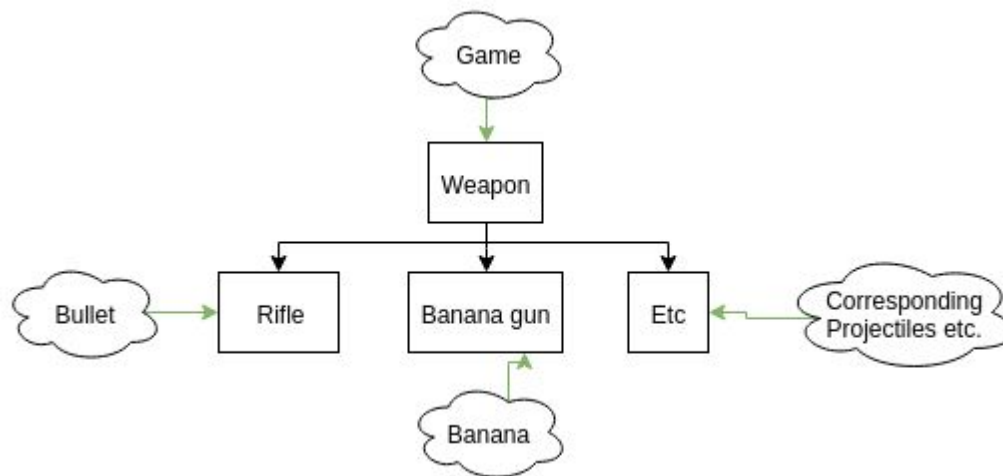 Game
Weapon
Bullet
Rifle
Banana gun
Etc
Corresponding
Projectiles etc.
Banana